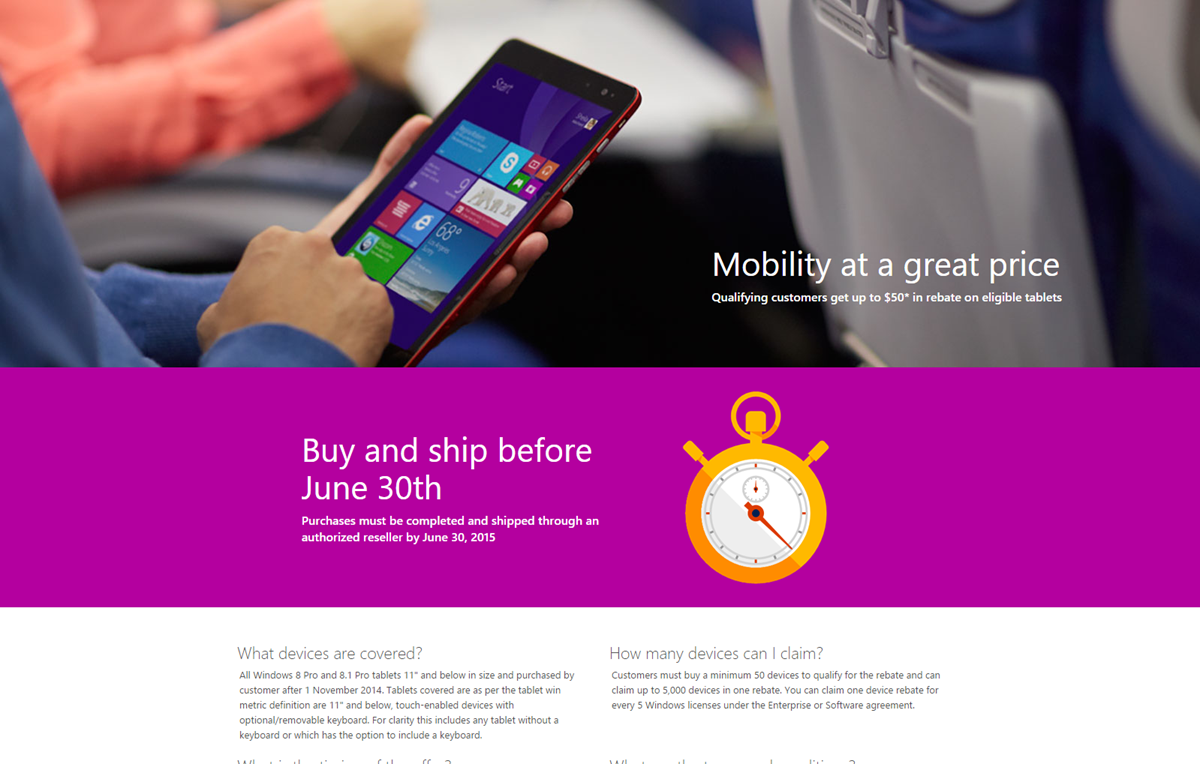 Start
68°
Mobility at a great price
Qualifying customers get up to $50* in rebate on eligible tablets
Buy and ship before
June 30th
Purchases must be completed and shipped through an
authorized reseller by June 30, 2015
What devices are covered?
All Windows 8 Pro and 8.1 Pro tablets 11" and below in size and purchased by
customer after 1 November 2014. Tablets covered are as per the tablet win
metric definition are 11" and below, touch-enabled devices with
optional/removable keyboard. For clarity this includes any tablet without a
keyboard or which has the option to include a keyboard.
How many devices can I claim?
Customers must buy a minimum 50 devices to qualify for the rebate and can
claim up to 5,000 devices in one rebate. You can claim one device rebate for
every 5 Windows licenses under the Enterprise or Software agreement.